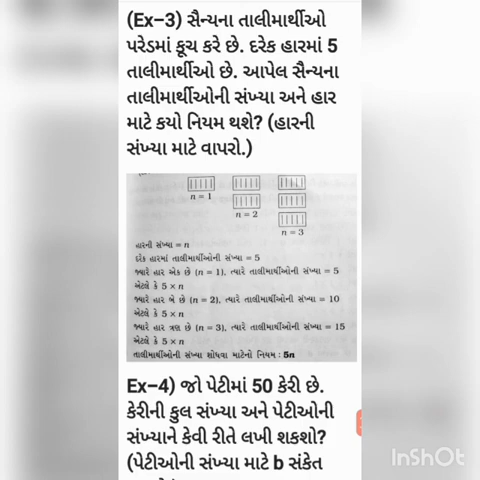 (Ex-3) સૈન્યના તાલીમાર્થીઓ
પરેડમાં કૂચ કરે છે. દરેક હારમાં 5
તાલીમાર્થીઓ છે. આપેલ સૈન્યના
તાલીમાર્થીઓની સંખ્યા અને હાર
માટે કયો નિયમ થશે? (હારની
સંખ્યા માટે વાપરો.)
n = 1
n = 2
n = 3
હારની સંખ્યા = n
દરેક હારમાં તાલીમાર્થીઓની સંખ્યા = 5
જ્યારે હાર એક છે (n = 1), ત્યારે તાલીમાર્થીઓની સંખ્યા = 5
એટલે કે 5 × n
જ્યારે હાર બે છે (n = 2), ત્યારે તાલીમાર્થીઓની સંખ્યા = 10
એટલે કે 5 × n
જ્યારે હાર ત્રણ છે (n = 3), ત્યારે તાલીમાર્થીઓની સંખ્યા = 15
એટલે કે 5 × n
તાલીમાર્થીઓની સંખ્યા શોધવા માટેનો નિયમ : 5n
Ex-4) જો પેટીમાં 50 કેરી છે.
કેરીની કુલ સંખ્યા અને પેટીઓની
સંખ્યાને કેવી રીતે લખી શકશો?
(પેટીઓની સંખ્યા માટે b સંકેત
InShOt